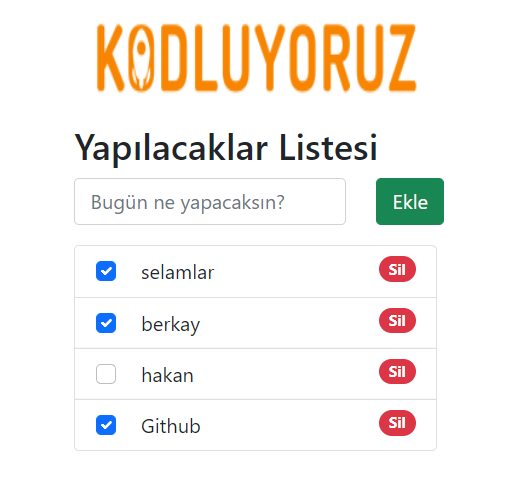 KODLUYORUZ
Yapılacaklar Listesi
Bugün ne yapacaksın? Ekle
selamlar Sil
berkay Sil
hakan Sil
Github Sil